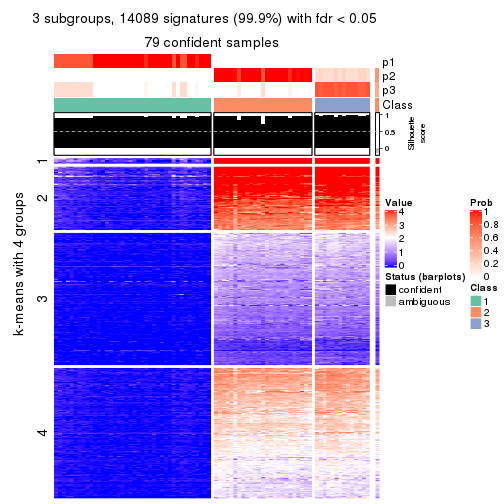 3 subgroups, 14089 signatures (99.9%) with fdr < 0.05
79 confident samples
p1
p2
p3
Class
1
0.5
0
Silhouette
score
k-means with 4 groups
1
2
3
4
Value
4
3
2
1
0
Status (barplots)
confident
ambiguous
Prob
1
0.8
0.6
0.4
0.2
0
Class
1
2
3